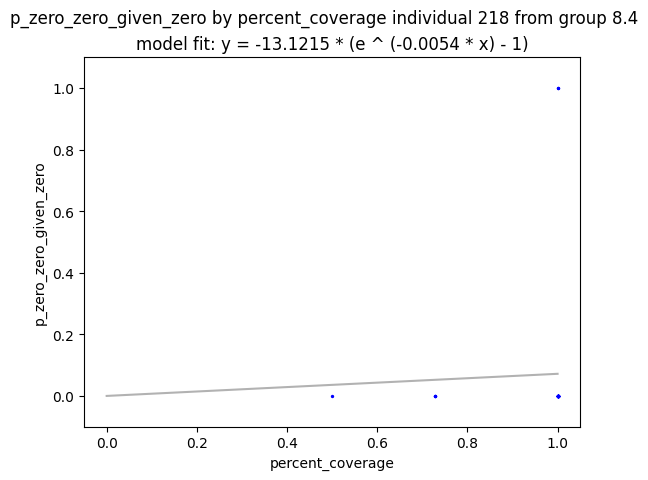 p_zero_zero_given_zero by percent_coverage individual 218 from group 8.4
model fit: y = -13.1215 * (e ^ (-0.0054 * x) - 1)
1.0
0.8
0.6
0.4
0.2
0.0
p_zero_zero_given_zero
0.0 0.2 0.4 0.6 0.8 1.0
percent_coverage